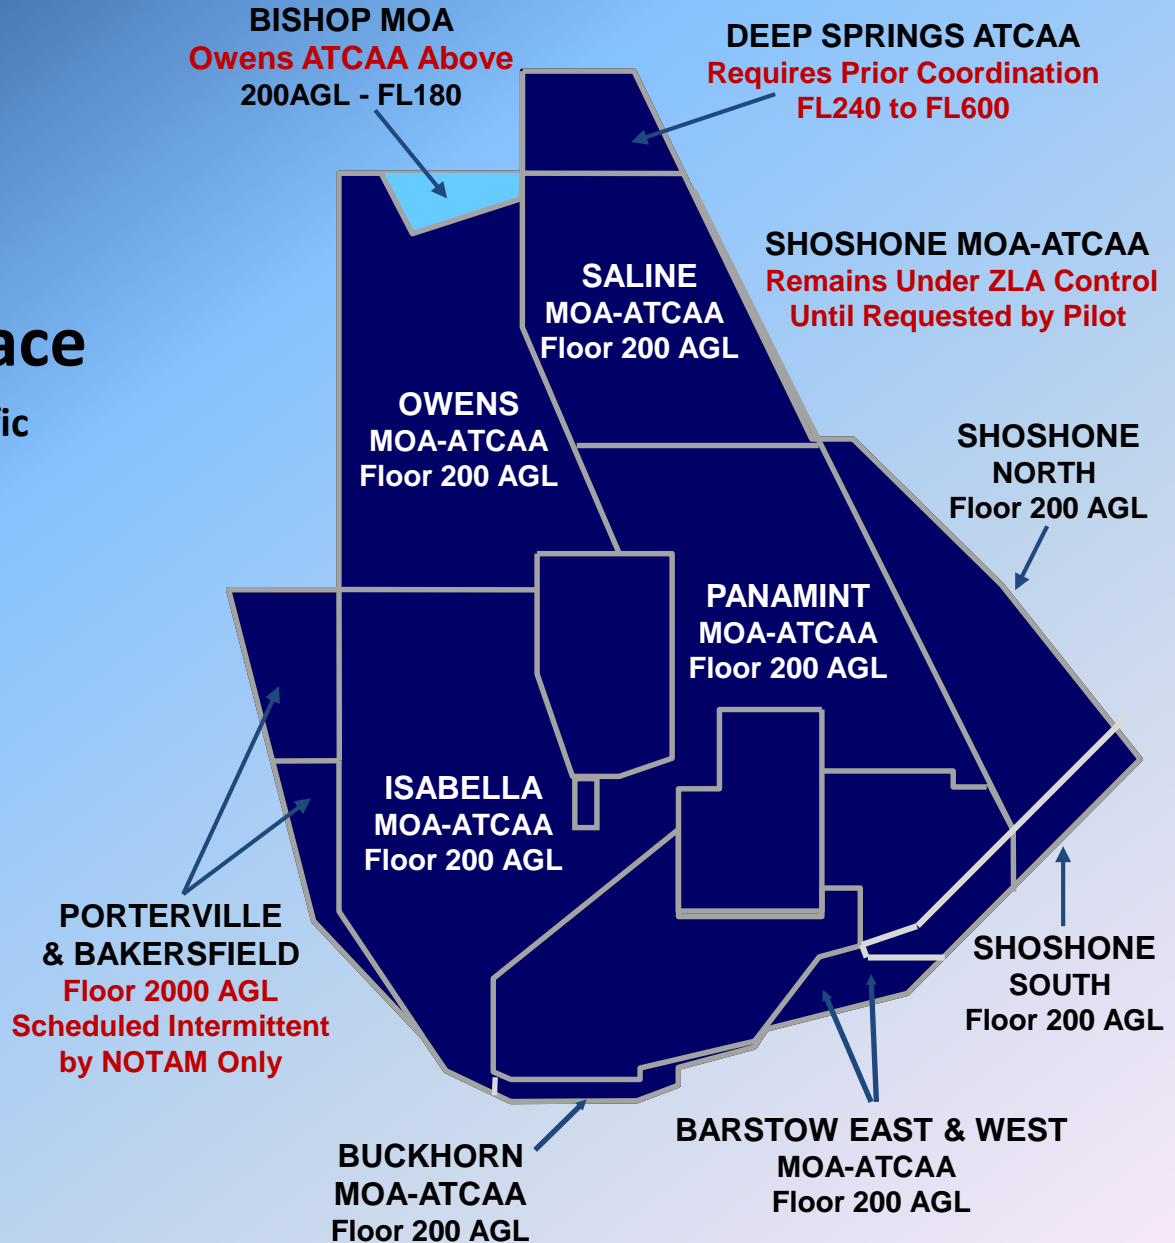 BISHOP MOA
Owens ATCAA Above
200AGL - FL180
DEEP SPRINGS ATCAA
Requires Prior Coordination
FL240 to FL600
SHOSHONE MOA-ATCAA
Remains Under ZLA Control
Until Requested by Pilot
SALINE
MOA-ATCAA
Floor 200 AGL
ace
fic
OWENS
MOA-ATCAA
Floor 200 AGL
SHOSHONE
NORTH
Floor 200 AGL
PANAMINT
MOA-ATCAA
Floor 200 AGL
ISABELLA
MOA-ATCAA
Floor 200 AGL
PORTERVILLE
& BAKERSFIELD
Floor 2000 AGL
Scheduled Intermittent
by NOTAM Only
SHOSHONE
SOUTH
Floor 200 AGL
BUCKHORN
MOA-ATCAA
Floor 200 AGL
BARSTOW EAST & WEST
MOA-ATCAA
Floor 200 AGL